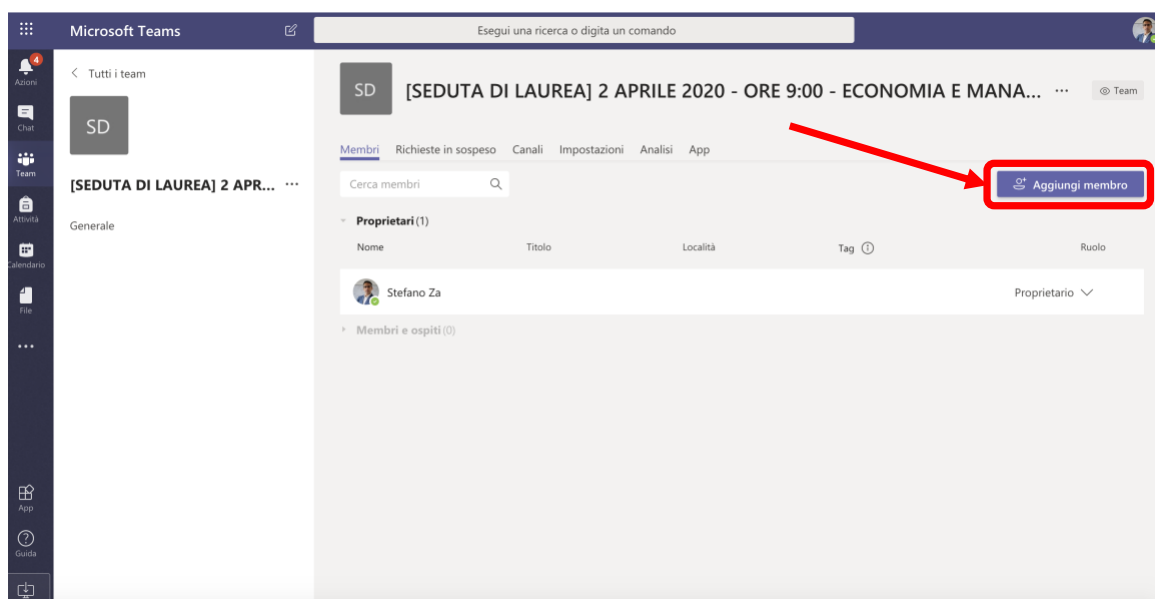 Microsoft Teams
Esegui una ricerca o digita un comando
4
Azioni
Chat
Team
Attività
Calendario
File
App
Guida
Tutti i team
SD
[SEDUTA DI LAUREA] 2 APR... ...
Generale
SD
[SEDUTA DI LAUREA] 2 APRILE 2020 - ORE 9:00 - ECONOMIA E MANA... ...
Team
Membri Richieste in sospeso Canali Impostazioni Analisi App
Cerca membri
Aggiungi membro
Proprietari (1)
Nome Titolo Località Tag Ruolo
Stefano Za Proprietario
Membri e ospiti (0)